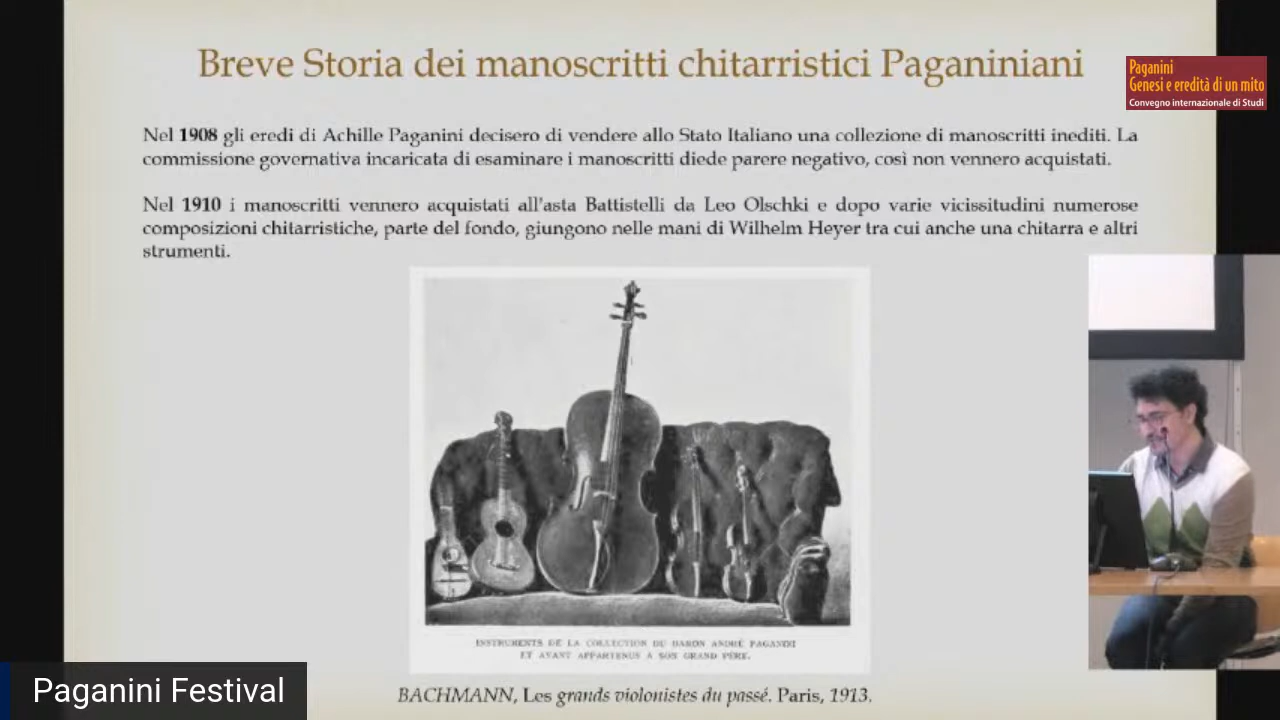 Breve Storia dei manoscritti chitarristici Paganiniani
Paganini
Genesi e eredità di un mito
Convegno internazionale di Studi
Nel 1908 gli eredi di Achille Paganini decisero di vendere allo Stato Italiano una collezione di manoscritti inediti. La
commissione governativa incaricata di esaminare i manoscritti diede parere negativo, così non vennero acquistati.
Nel 1910 i manoscritti vennero acquistati all'asta Battistelli da Leo Olschki e dopo varie vicissitudini numerose
composizioni chitarristiche, parte del fondo, giungono nelle mani di Wilhelm Heyer tra cui anche una chitarra e altri
strumenti.
INSTRUMENTS DE LA COLLECTION DU BARON ANDRÉ PAGANINI
ET AYANT APPARTENUS A SON GRAND PÈRE.
BACHMANN, Les grands violonistes du passé. Paris, 1913.
Paganini Festival